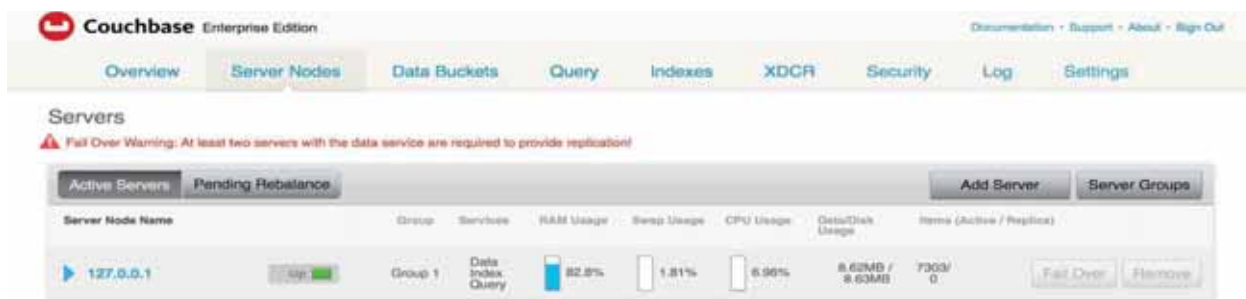 Couchbase Enterprise Edition
Documentation • Support • About • Sign Out
Overview Server Nodes Data Buckets Query Indexes XDCR Security Log Settings
Servers
Fail Over Warning: At least two servers with the data service are required to provide replication!
Active Servers Pending Rebalance Add Server Server Groups
Server Node Name Group Services RAM Usage Swap Usage CPU Usage Data/Disk Usage Items (Active / Replica)
127.0.0.1 Up Group 1 Data Index Query 82.8% 1.81% 6.96% 8.62MB / 8.63MB 7303/ 0 Fail Over Remove